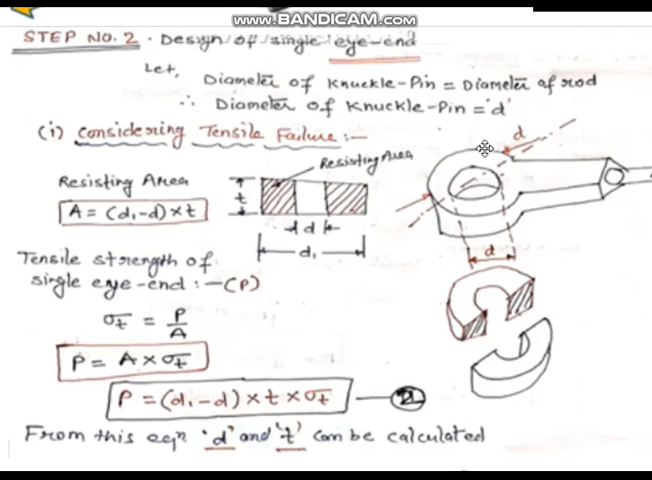 WWW.BANDICAM.COM
STEP NO. 2. Design of single eye-end
Let,
Diameter of Knuckle-Pin = Diameter of rod
∴ Diameter of Knuckle-Pin = 'd'
(i) Considering Tensile Failure:-
Resisting Area
Resisting Area
A = (d₁-d) × t
t
d
d₁
d
d
Tensile strength of
single eye-end :- (P)
σt = P/A
P = A × σt
P = (d₁-d) × t × σt — 2
From this eqn 'd' and 't' can be calculated